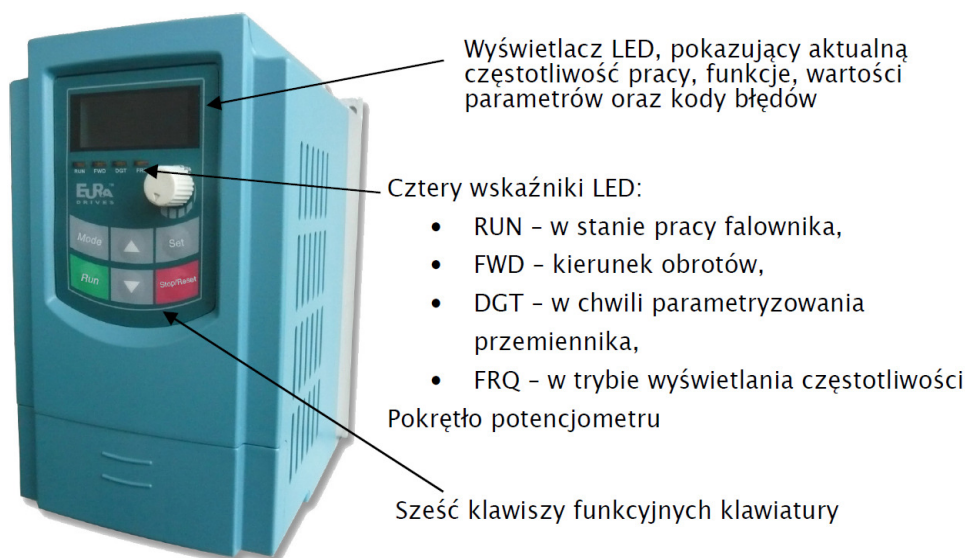 Wyświetlacz LED, pokazujący aktualną
częstotliwość pracy, funkcje, wartości
parametrów oraz kody błędów
RUN FWD DGT FRQ
EURA
DRIVES
Cztery wskaźniki LED:
• RUN – w stanie pracy falownika,
• FWD – kierunek obrotów,
• DGT – w chwili parametryzowania
przemiennika,
• FRQ – w trybie wyświetlania częstotliwości
Mode Set
Run Stop/Reset
Pokrętło potencjometru
Sześć klawiszy funkcyjnych klawiatury